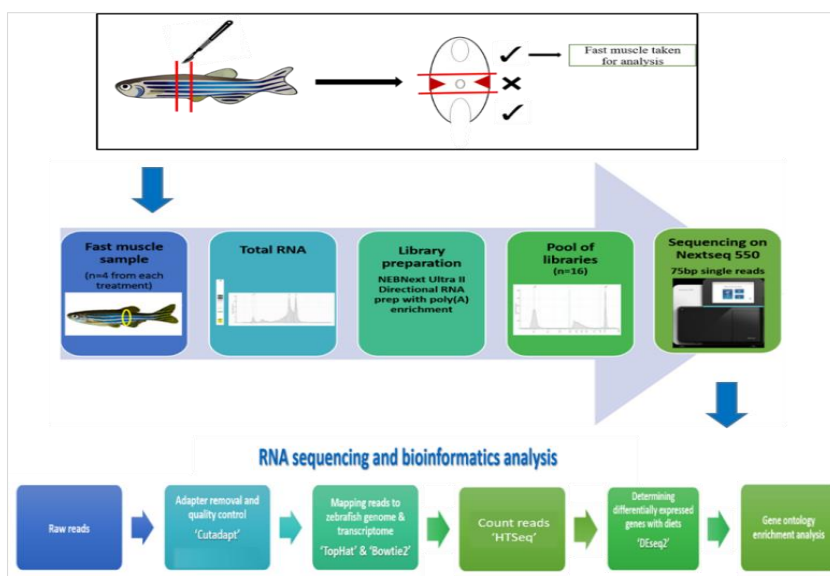 Fast muscle taken
for analysis
Fast muscle
sample
(n=4 from each
treatment)
Total RNA
Library
preparation
NEBNext Ultra II
Directional RNA
prep with poly(A)
enrichment
Pool of
libraries
(n=16)
Sequencing on
Nextseq 550
75bp single reads
RNA sequencing and bioinformatics analysis
Raw reads
Adapter removal and
quality control
‘Cutadapt’
Mapping reads to
zebrafish genome &
transcriptome
‘TopHat’ & ‘Bowtie2’
Count reads
‘HTSeq’
Determining
differentially expressed
genes with diets
‘DEseq2’
Gene ontology
enrichment analysis